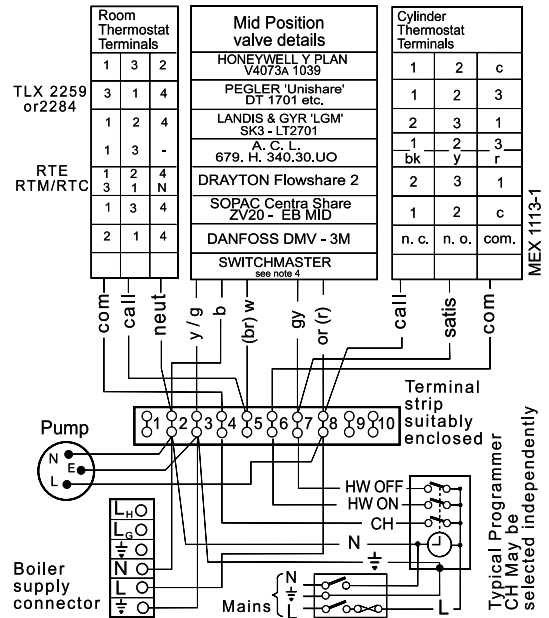 Room
Thermostat
Terminals
1 3 2
TLX 2259
or2284
3 1 4
1 2 4
1 3 -
RTE
RTM/RTC
1 2 4
3 1 N
1 3 4
2 1 4
Mid Position
valve details
HONEYWELL Y PLAN
V4073A 1039
PEGLER 'Unishare'
DT 1701 etc.
LANDIS & GYR 'LGM'
SK3 - LT2701
A. C. L.
679. H. 340.30.UO
DRAYTON Flowshare 2
SOPAC Centra Share
ZV20 - EB MID
DANFOSS DMV - 3M
SWITCHMASTER
see note 4
Cylinder
Thermostat
Terminals
1 2 c
1 2 3
2 3 1
1 2 3
bk y r
2 3 1
1 2 c
n. c. n. o. com.
MEX 1113-1
com
call
neut
y / g
b
(br) w
gy
or (r)
call
satis
com
1 2 3 4 5 6 7 8 9 10
Terminal
strip
suitably
enclosed
Pump
N
E
L
HW OFF
HW ON
CH
N
Typical Programmer
CH May be
selected independently
LH
LG
N
L
Boiler
supply
connector
Mains
N
L
L